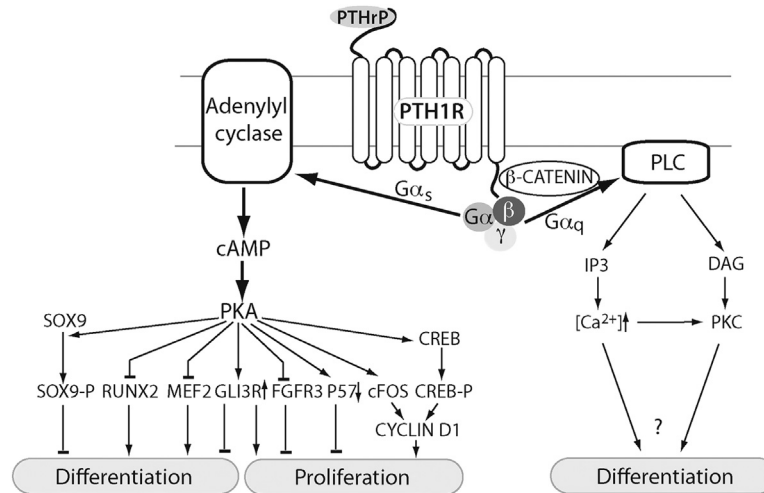 PTHrP
Adenylyl
cyclase
PTH1R
β-CATENIN
PLC
Gαs
Gα
β
γ
Gαq
cAMP
IP3
DAG
PKA
SOX9
CREB
[Ca²⁺]↑
PKC
SOX9-P RUNX2 MEF2 GLI3R↑ FGFR3 P57↓ cFOS CREB-P
CYCLIN D1
?
Differentiation
Proliferation
Differentiation